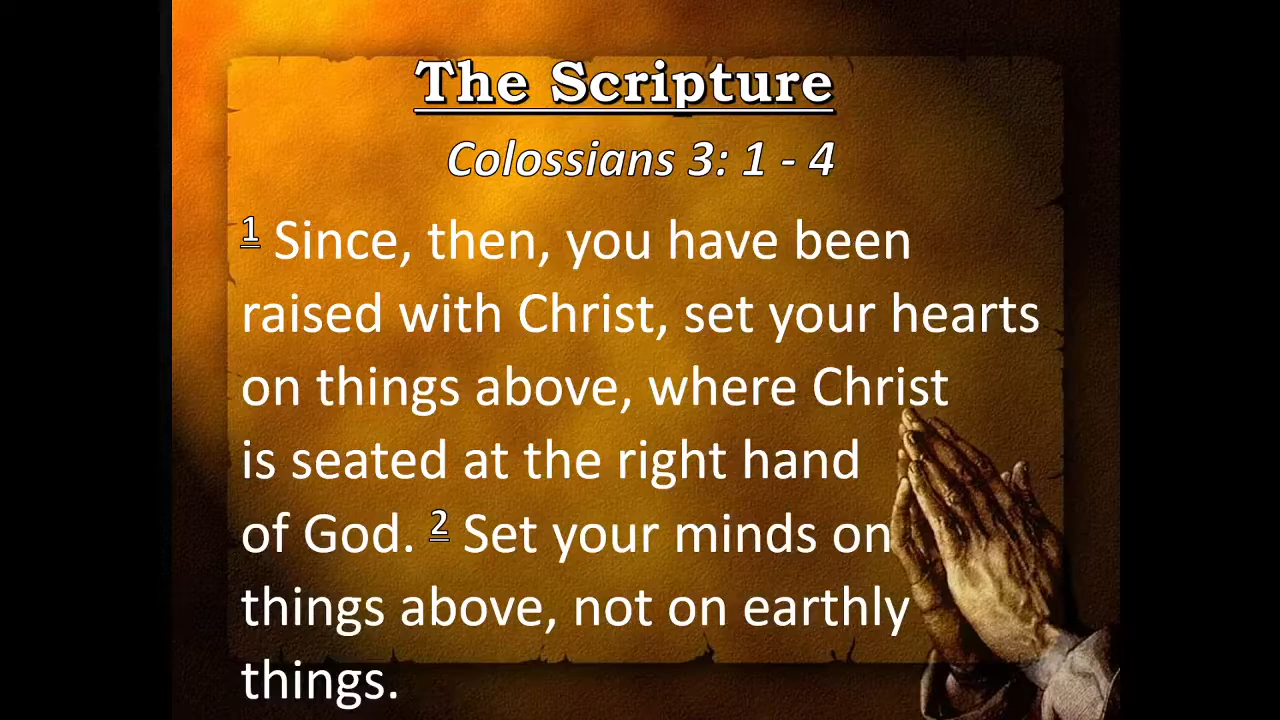 The Scripture
Colossians 3: 1 - 4
1 Since, then, you have been
raised with Christ, set your hearts
on things above, where Christ
is seated at the right hand
of God. 2 Set your minds on
things above, not on earthly
things.